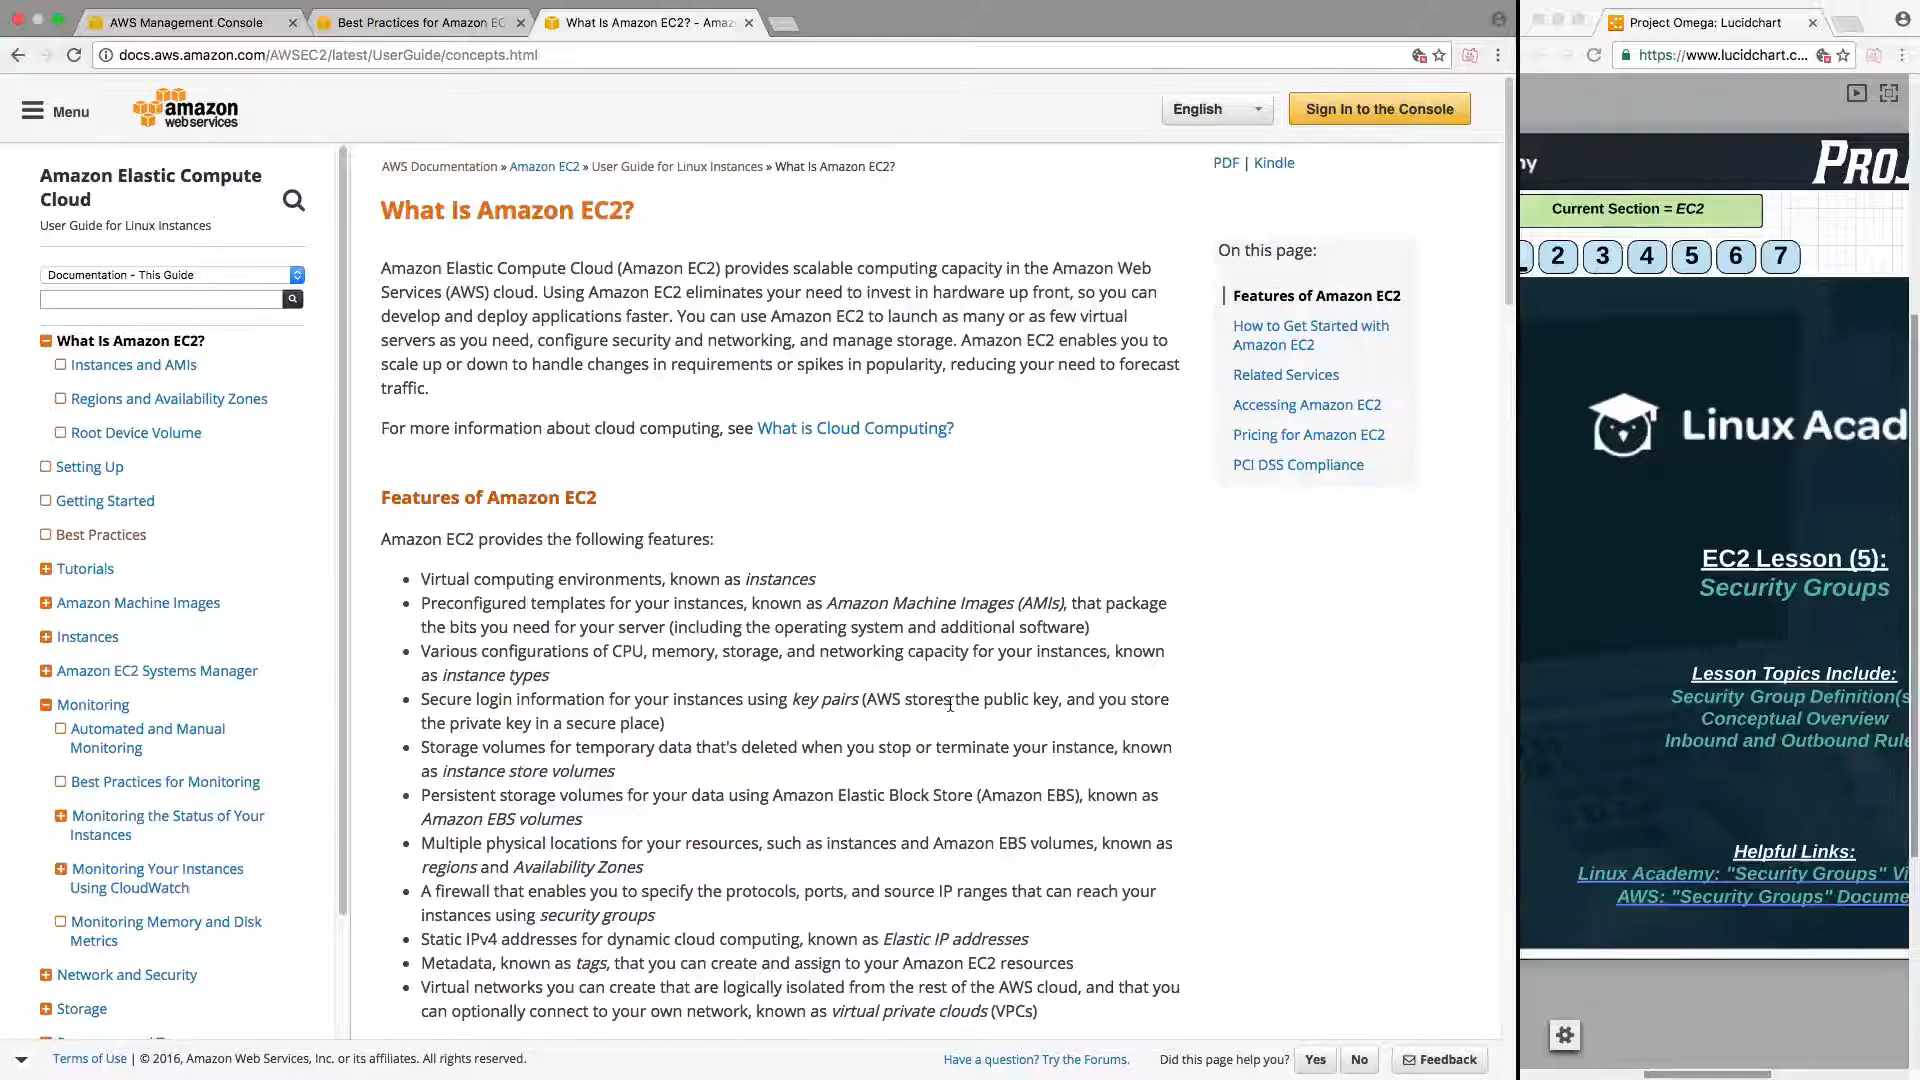 AWS Management Console
Best Practices for Amazon EC
What Is Amazon EC2? - Amaz
Project Omega: Lucidchart
docs.aws.amazon.com/AWSEC2/latest/UserGuide/concepts.html
https://www.lucidchart.c...
Menu
amazon
webservices
English
Sign In to the Console
Amazon Elastic Compute
Cloud
User Guide for Linux Instances
Documentation - This Guide
What Is Amazon EC2?
Instances and AMIs
Regions and Availability Zones
Root Device Volume
Setting Up
Getting Started
Best Practices
Tutorials
Amazon Machine Images
Instances
Amazon EC2 Systems Manager
Monitoring
Automated and Manual
Monitoring
Best Practices for Monitoring
Monitoring the Status of Your
Instances
Monitoring Your Instances
Using CloudWatch
Monitoring Memory and Disk
Metrics
Network and Security
Storage
AWS Documentation » Amazon EC2 » User Guide for Linux Instances » What Is Amazon EC2?
What Is Amazon EC2?
Amazon Elastic Compute Cloud (Amazon EC2) provides scalable computing capacity in the Amazon Web
Services (AWS) cloud. Using Amazon EC2 eliminates your need to invest in hardware up front, so you can
develop and deploy applications faster. You can use Amazon EC2 to launch as many or as few virtual
servers as you need, configure security and networking, and manage storage. Amazon EC2 enables you to
scale up or down to handle changes in requirements or spikes in popularity, reducing your need to forecast
traffic.
For more information about cloud computing, see What is Cloud Computing?
Features of Amazon EC2
Amazon EC2 provides the following features:
• Virtual computing environments, known as instances
• Preconfigured templates for your instances, known as Amazon Machine Images (AMIs), that package
the bits you need for your server (including the operating system and additional software)
• Various configurations of CPU, memory, storage, and networking capacity for your instances, known
as instance types
• Secure login information for your instances using key pairs (AWS stores the public key, and you store
the private key in a secure place)
• Storage volumes for temporary data that's deleted when you stop or terminate your instance, known
as instance store volumes
• Persistent storage volumes for your data using Amazon Elastic Block Store (Amazon EBS), known as
Amazon EBS volumes
• Multiple physical locations for your resources, such as instances and Amazon EBS volumes, known as
regions and Availability Zones
• A firewall that enables you to specify the protocols, ports, and source IP ranges that can reach your
instances using security groups
• Static IPv4 addresses for dynamic cloud computing, known as Elastic IP addresses
• Metadata, known as tags, that you can create and assign to your Amazon EC2 resources
• Virtual networks you can create that are logically isolated from the rest of the AWS cloud, and that you
can optionally connect to your own network, known as virtual private clouds (VPCs)
PDF | Kindle
On this page:
Features of Amazon EC2
How to Get Started with
Amazon EC2
Related Services
Accessing Amazon EC2
Pricing for Amazon EC2
PCI DSS Compliance
Terms of Use | © 2016, Amazon Web Services, Inc. or its affiliates. All rights reserved.
Have a question? Try the Forums.
Did this page help you?
Yes
No
Feedback
ny
PROJ
Current Section = EC2
2 3 4 5 6 7
Linux Acad
EC2 Lesson (5):
Security Groups
Lesson Topics Include:
Security Group Definition(s
Conceptual Overview
Inbound and Outbound Rule
Helpful Links:
Linux Academy: "Security Groups" Vi
AWS: "Security Groups" Docume